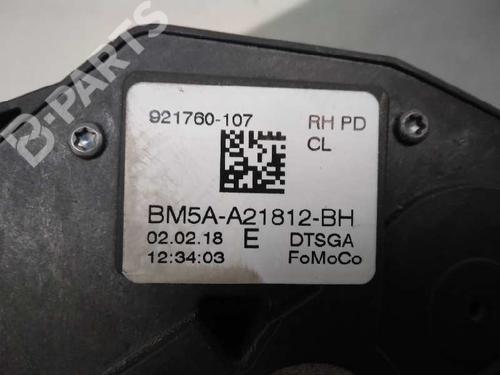 B-PARTS
921760-107 RH PD
CL
BM5A-A21812-BH
02.02.18 E DTSGA
12:34:03 FoMoCo